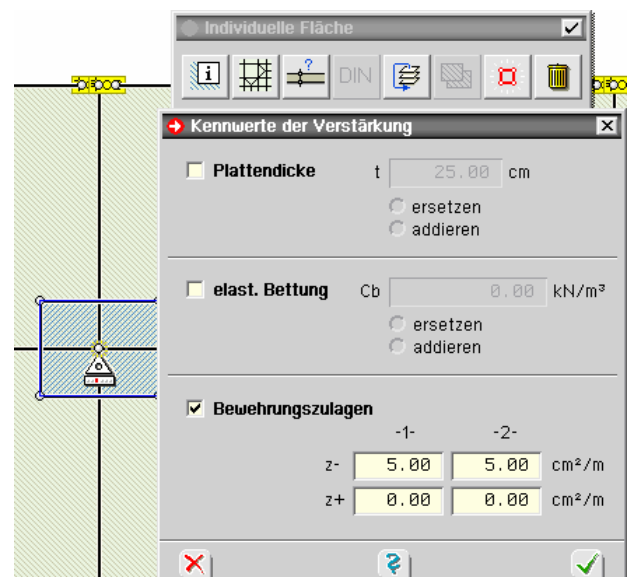 Individuelle Fläche
i ? DIN
Kennwerte der Verstärkung
Plattendicke t 25.00 cm
ersetzen
addieren
elast. Bettung Cb 0.00 kN/m³
ersetzen
addieren
Bewehrungszulagen
-1- -2-
z- 5.00 5.00 cm²/m
z+ 0.00 0.00 cm²/m
?